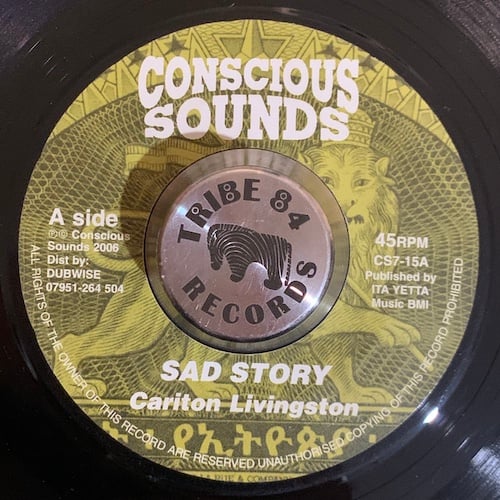 CONSCIOUS
SOUNDS
TRIBE 84
RECORDS
A side
℗© Conscious
Sounds 2006
Dist by:
DUBWISE
07951-264 504
45RPM
CS7-15A
Published by
ITA YETTA
Music BMI
SAD STORY
Carlton Livingston
ALL RIGHTS OF THE OWNER OF THIS RECORD ARE RESERVED.UNAUTHORISED COPYING OF THIS RECORD PROHIBITED
የኢትዮጵያ